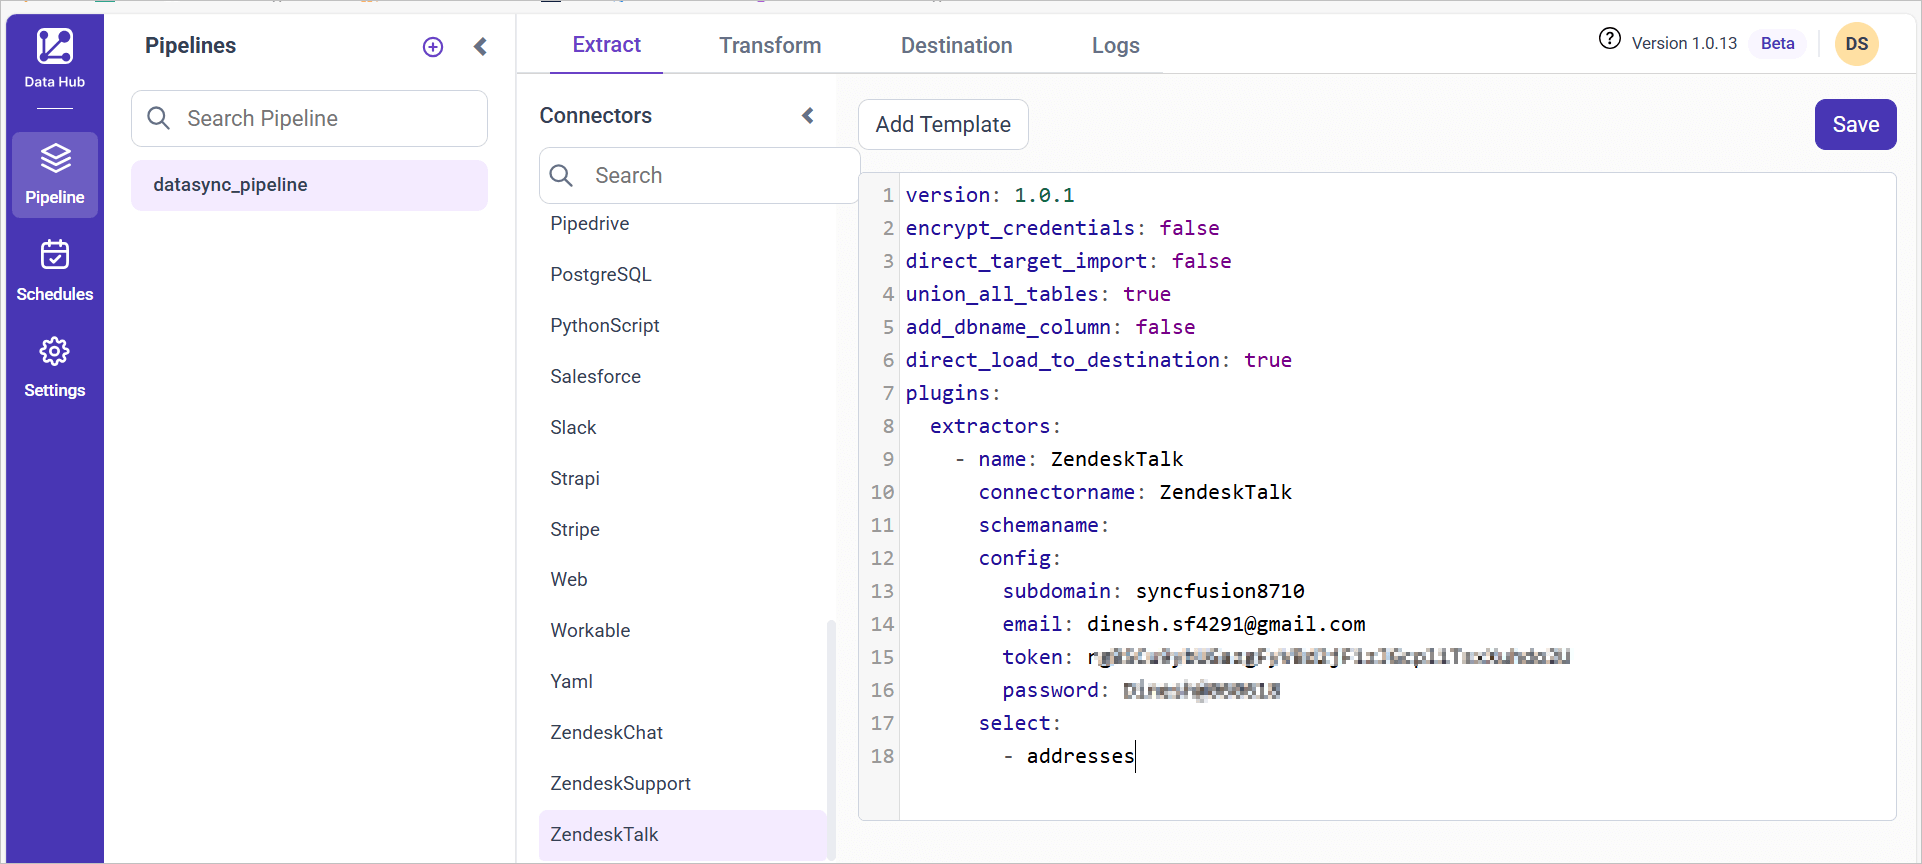 Data Hub
Pipeline
Schedules
Settings
Pipelines
Search Pipeline
datasync_pipeline
Extract
Transform
Destination
Logs
Version 1.0.13
Beta
DS
Connectors
Search
Pipedrive
PostgreSQL
PythonScript
Salesforce
Slack
Strapi
Stripe
Web
Workable
Yaml
ZendeskChat
ZendeskSupport
ZendeskTalk
Add Template
Save
1 version: 1.0.1
2 encrypt_credentials: false
3 direct_target_import: false
4 union_all_tables: true
5 add_dbname_column: false
6 direct_load_to_destination: true
7 plugins:
8 extractors:
9 - name: ZendeskTalk
10 connectorname: ZendeskTalk
11 schemaname:
12 config:
13 subdomain: syncfusion8710
14 email: dinesh.sf4291@gmail.com
15 token:
16 password:
17 select:
18 - addresses